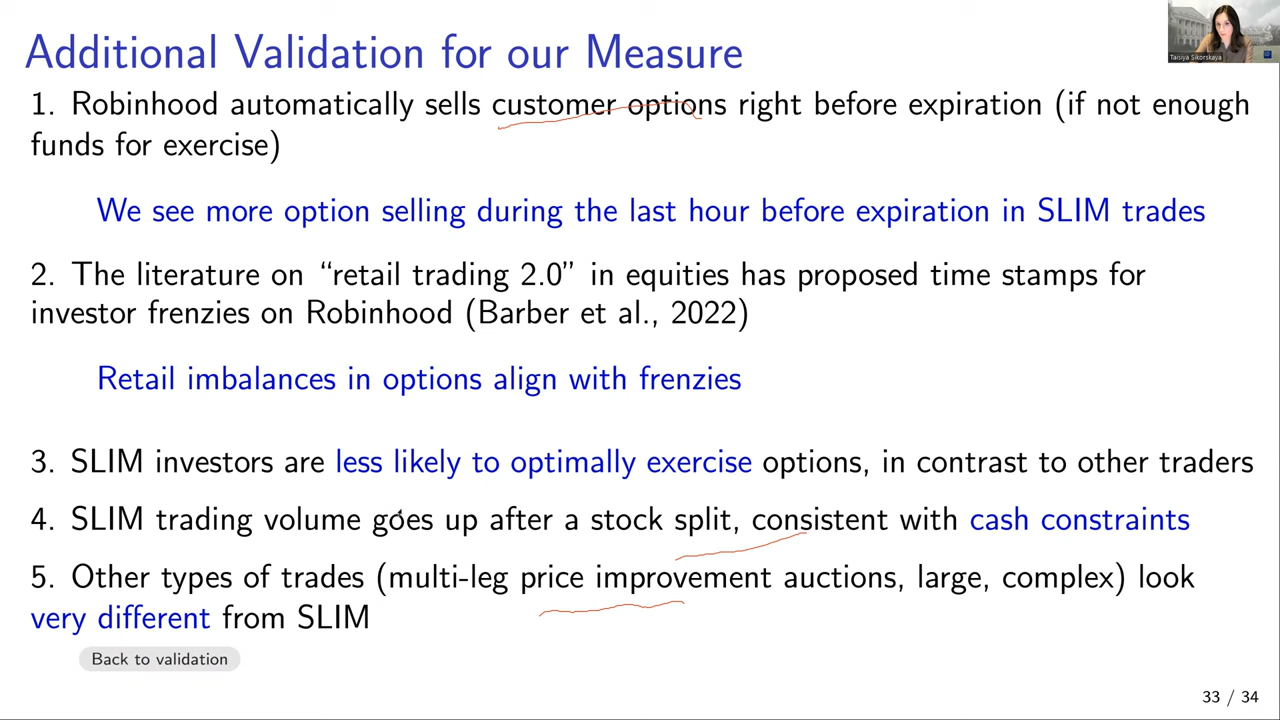 Additional Validation for our Measure
Taisiya Sikorskaya
1. Robinhood automatically sells customer options right before expiration (if not enough
funds for exercise)
We see more option selling during the last hour before expiration in SLIM trades
2. The literature on “retail trading 2.0” in equities has proposed time stamps for
investor frenzies on Robinhood (Barber et al., 2022)
Retail imbalances in options align with frenzies
3. SLIM investors are less likely to optimally exercise options, in contrast to other traders
4. SLIM trading volume goes up after a stock split, consistent with cash constraints
5. Other types of trades (multi-leg price improvement auctions, large, complex) look
very different from SLIM
Back to validation
33 / 34